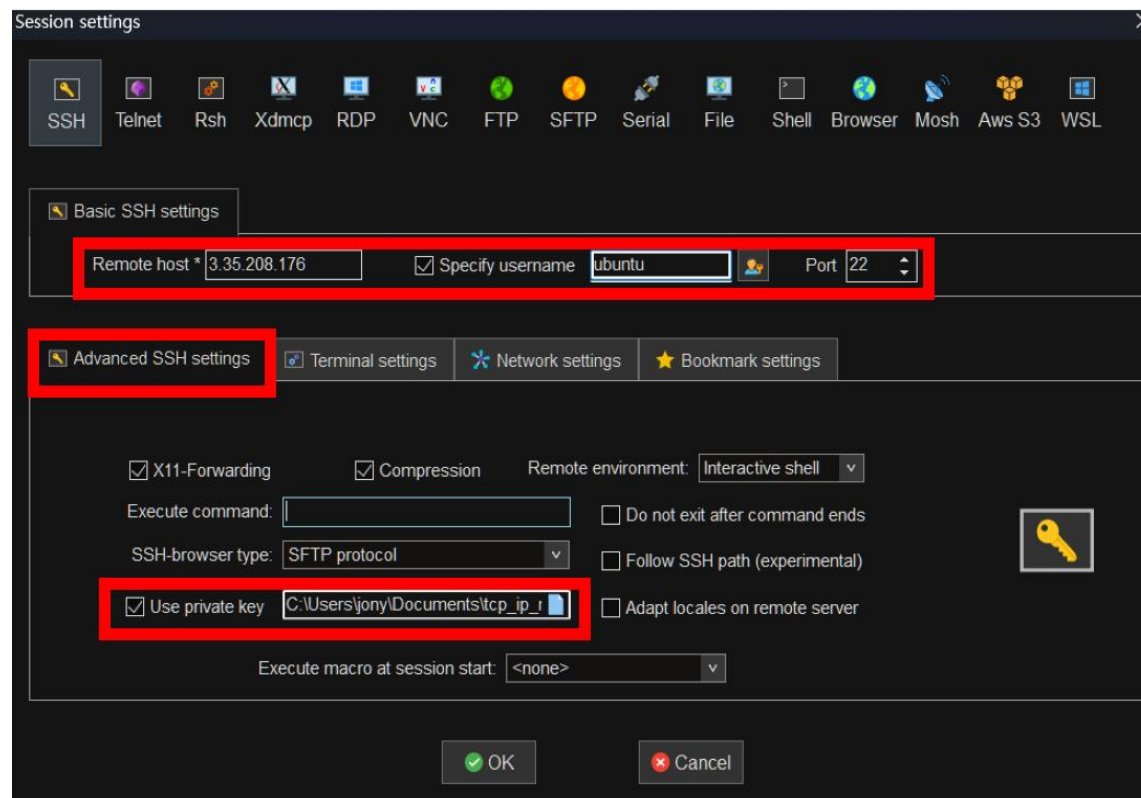 Session settings
SSH Telnet Rsh Xdmcp RDP VNC FTP SFTP Serial File Shell Browser Mosh Aws S3 WSL
Basic SSH settings
Remote host * 3.35.208.176 Specify username ubuntu Port 22
Advanced SSH settings Terminal settings Network settings Bookmark settings
X11-Forwarding Compression Remote environment: Interactive shell
Execute command: Do not exit after command ends
SSH-browser type: SFTP protocol Follow SSH path (experimental)
Use private key C:\Users\jony\Documents\tcp_ip_ Adapt locales on remote server
Execute macro at session start: <none>
OK Cancel